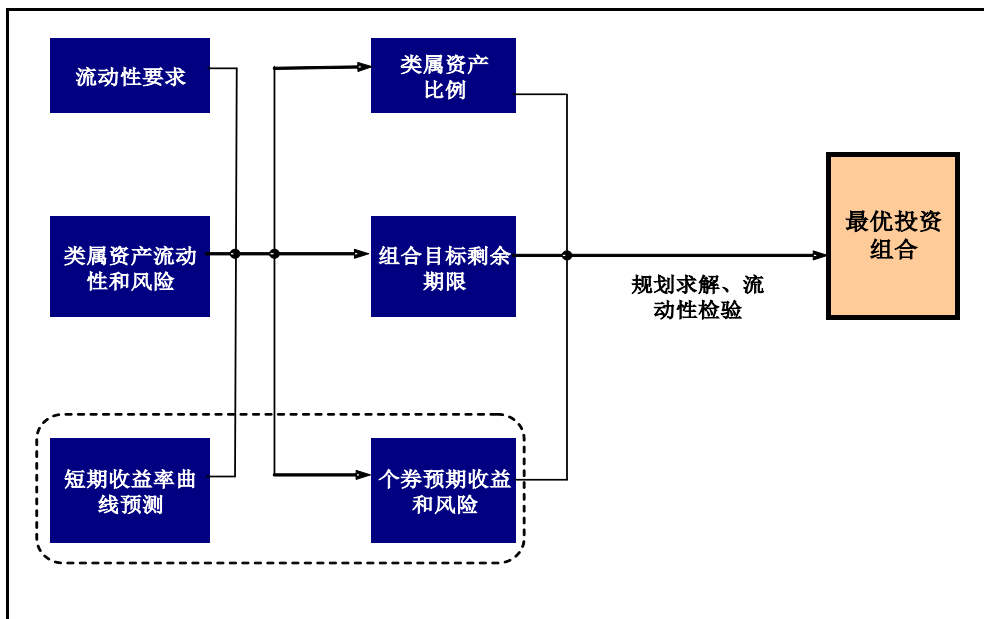 流动性要求
类属资产
比例
类属资产流动
性和风险
组合目标剩余
期限
最优投资
组合
规划求解、流
动性检验
短期收益率曲
线预测
个券预期收益
和风险